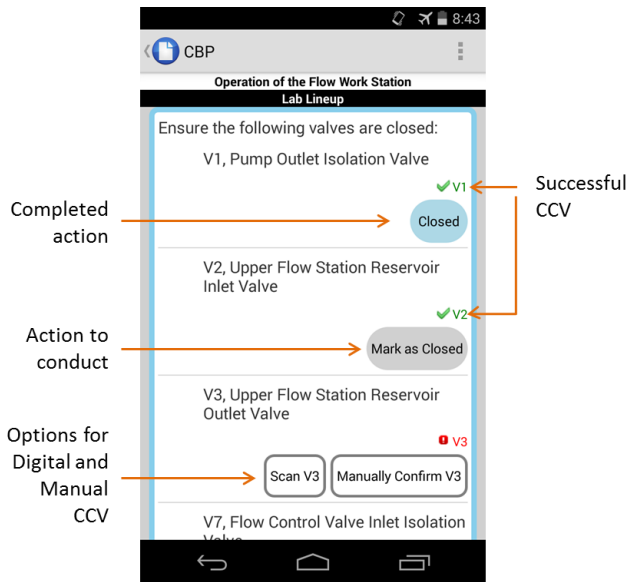 8:43
CBP
Operation of the Flow Work Station
Lab Lineup
Ensure the following valves are closed:
V1, Pump Outlet Isolation Valve
V1
Closed
V2, Upper Flow Station Reservoir
Inlet Valve
V2
Mark as Closed
V3, Upper Flow Station Reservoir
Outlet Valve
V3
Scan V3
Manually Confirm V3
V7, Flow Control Valve Inlet Isolation
Valve
Completed
action
Action to
conduct
Options for
Digital and
Manual
CCV
Successful
CCV